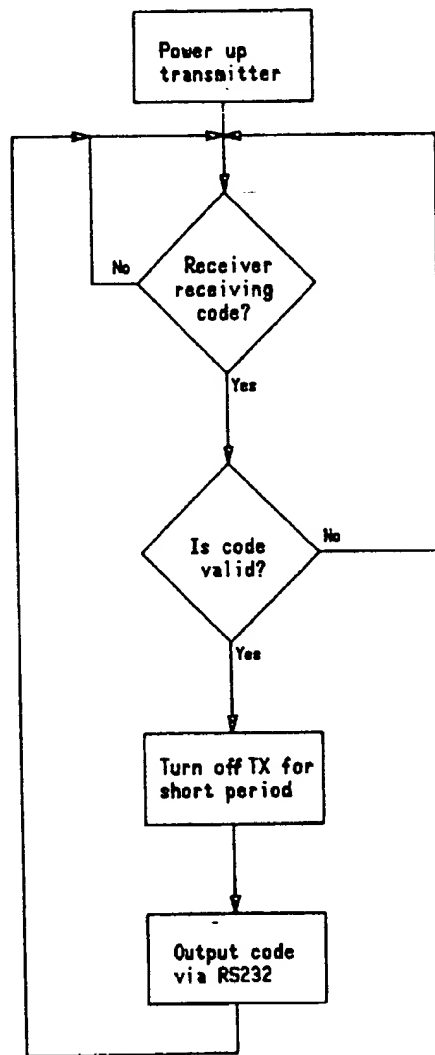 Power up
transmitter
No
Receiver
receiving
code?
Yes
Is code
valid?
No
Yes
Turn off TX for
short period
Output code
via RS232